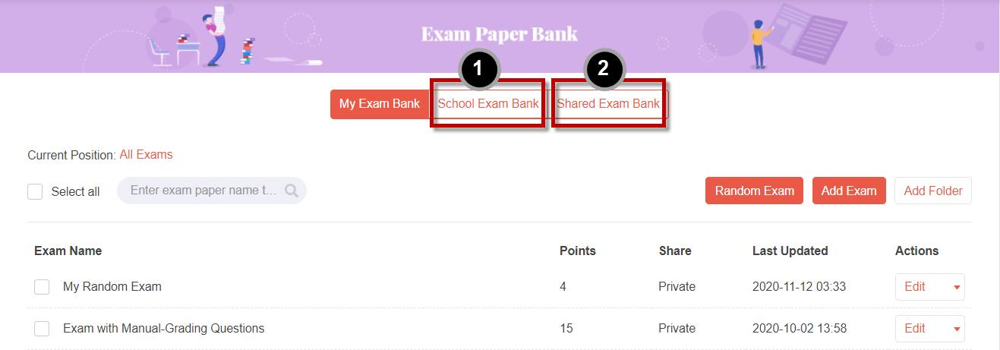 Exam Paper Bank
1 2
My Exam Bank School Exam Bank Shared Exam Bank
Current Position: All Exams
Select all Enter exam paper name t... Random Exam Add Exam Add Folder
Exam Name Points Share Last Updated Actions
My Random Exam 4 Private 2020-11-12 03:33 Edit
Exam with Manual-Grading Questions 15 Private 2020-10-02 13:58 Edit